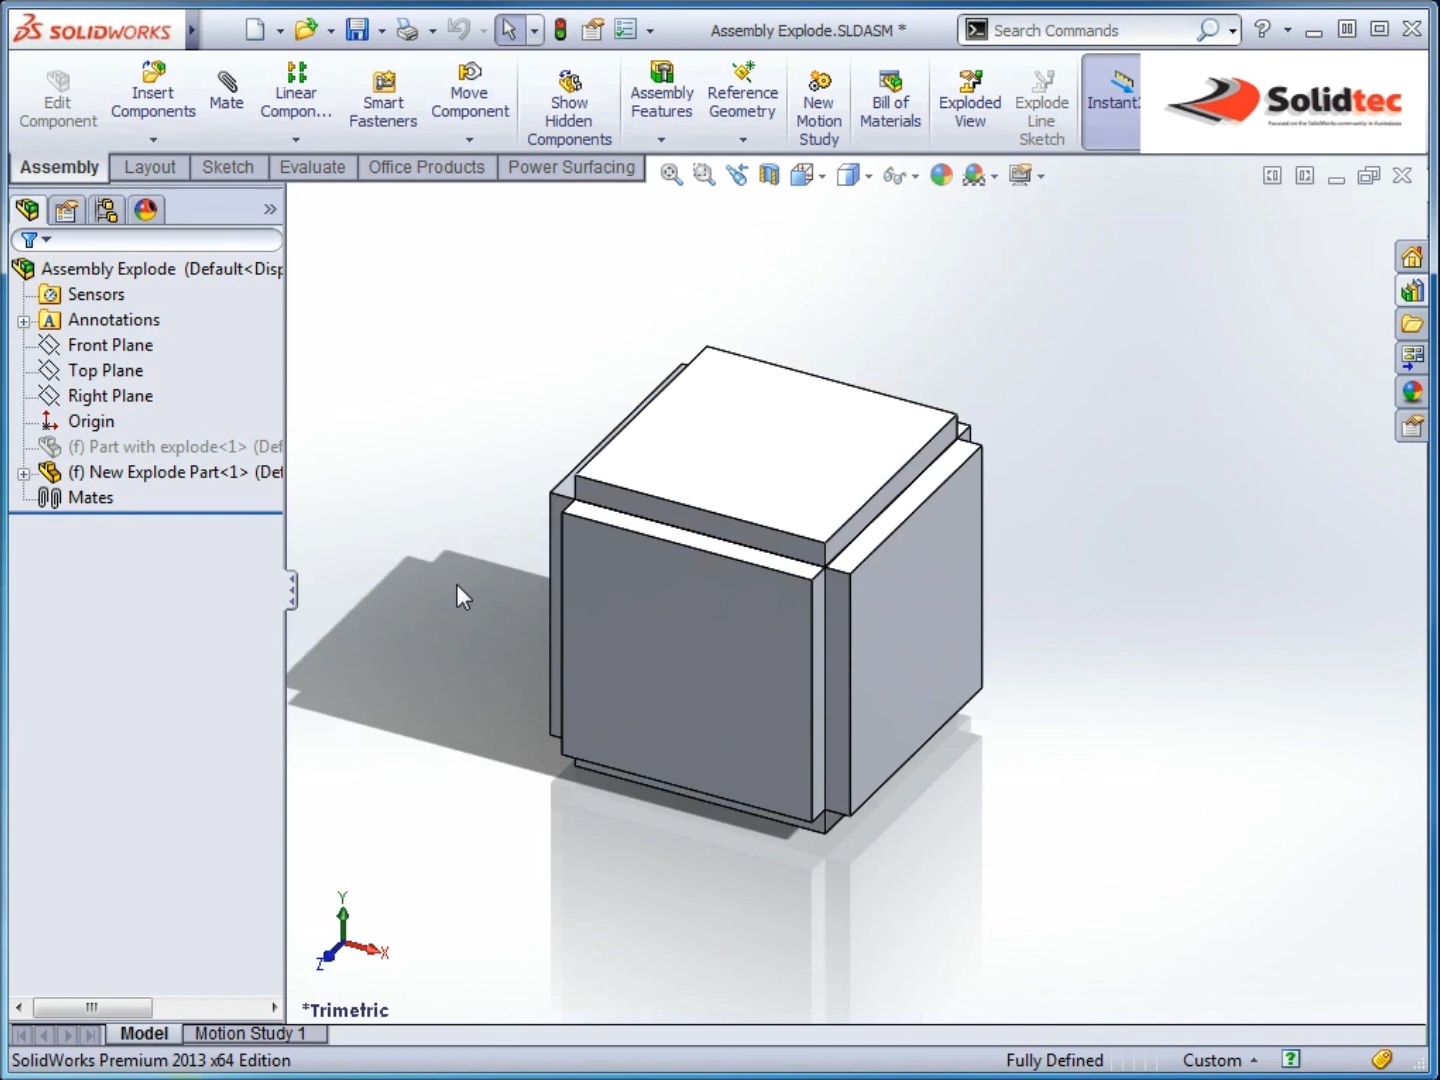 SOLIDWORKS
Assembly Explode.SLDASM *
Search Commands
Edit Component
Insert Components
Mate
Linear Compon...
Smart Fasteners
Move Component
Show Hidden Components
Assembly Features
Reference Geometry
New Motion Study
Bill of Materials
Exploded View
Explode Line Sketch
Solidtec
Assembly
Layout
Sketch
Evaluate
Office Products
Power Surfacing
Assembly Explode (Default<Disp
Sensors
Annotations
Front Plane
Top Plane
Right Plane
Origin
(f) Part with explode<1> (Def
(f) New Explode Part<1> (Def
Mates
Y
X
Z
*Trimetric
Model
Motion Study 1
SolidWorks Premium 2013 x64 Edition
Fully Defined
Custom